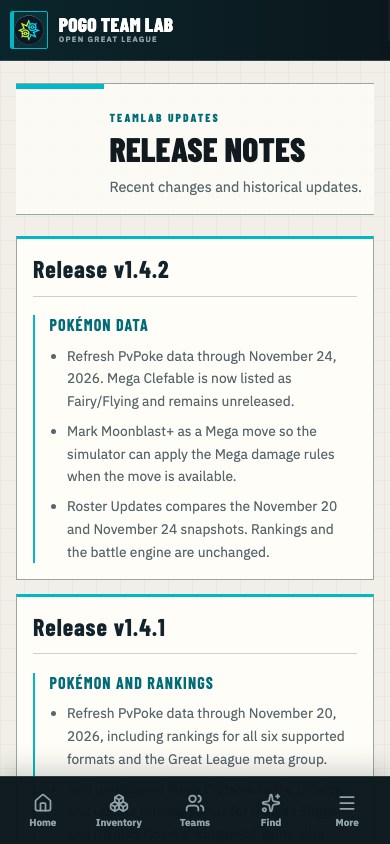 POGO TEAM LAB
OPEN GREAT LEAGUE
TEAMLAB UPDATES
RELEASE NOTES
Recent changes and historical updates.
Release v1.4.2
POKÉMON DATA
• Refresh PvPoke data through November 24,
2026. Mega Clefable is now listed as
Fairy/Flying and remains unreleased.
• Mark Moonblast+ as a Mega move so the
simulator can apply the Mega damage rules
when the move is available.
• Roster Updates compares the November 20
and November 24 snapshots. Rankings and
the battle engine are unchanged.
Release v1.4.1
POKÉMON AND RANKINGS
• Refresh PvPoke data through November 20,
2026, including rankings for all six supported
formats and the Great League meta group.
Home
Inventory
Teams
Find
More